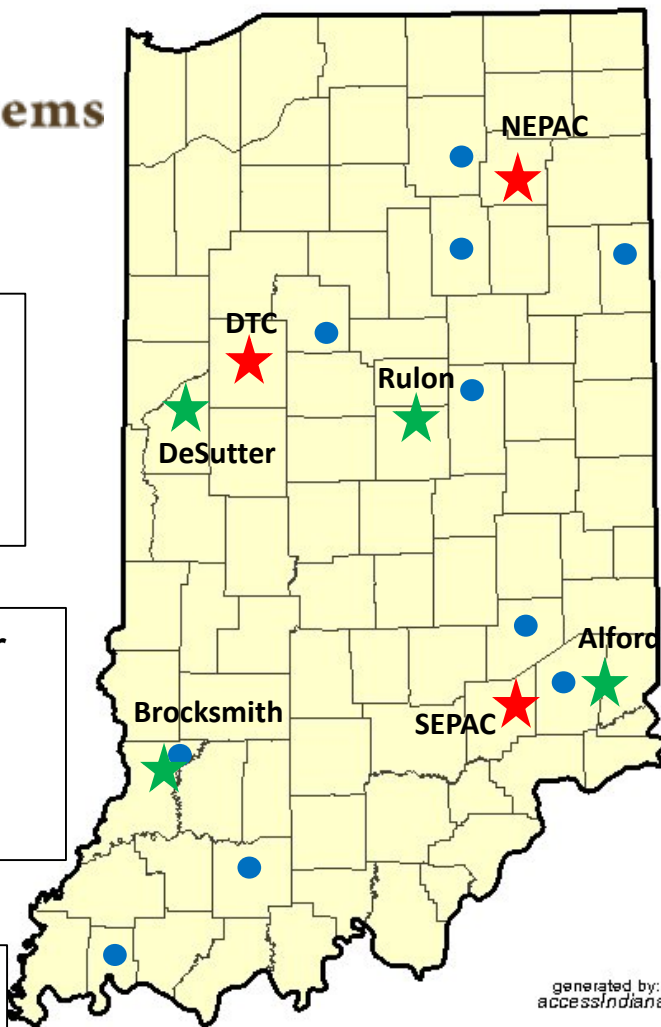 ems
NEPAC
DTC
Rulon
DeSutter
r
Alford
Brocksmith
SEPAC
generated by:
accessIndiana